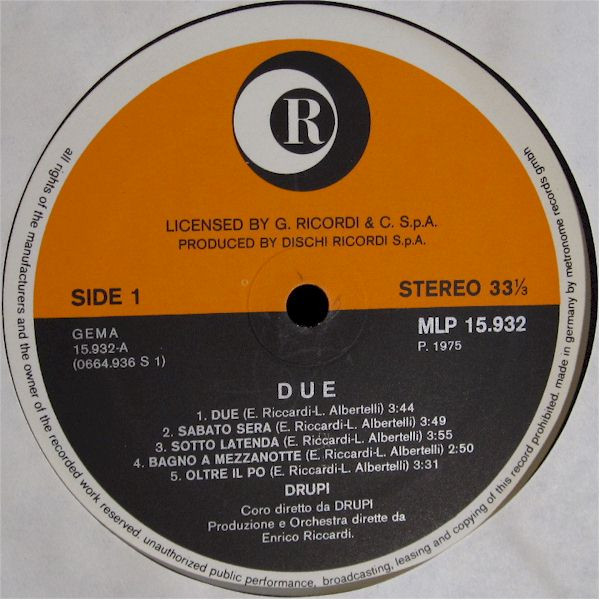 R
LICENSED BY G. RICORDI & C. S.p.A.
PRODUCED BY DISCHI RICORDI S.p.A.
SIDE 1
STEREO 33⅓
GEMA
15.932-A
(0664.936 S 1)
MLP 15.932
P. 1975
DUE
1. DUE (E. Riccardi-L. Albertelli) 3:44
2. SABATO SERA (E. Riccardi-L. Albertelli) 3:49
3. SOTTO LATENDA (E. Riccardi-L. Albertelli) 3:55
4. BAGNO A MEZZANOTTE (E. Riccardi-L. Albertelli) 2:50
5. OLTRE IL PO (E. Riccardi-L. Albertelli) 3:31
DRUPI
Coro diretto da DRUPI
Produzione e Orchestra dirette da
Enrico Riccardi.
all rights of the manufacturers and the owner of the recorded work reserved. unauthorized public performance, broadcasting, leasing and copying of this record prohibited. made in germany by metronome records gmbh